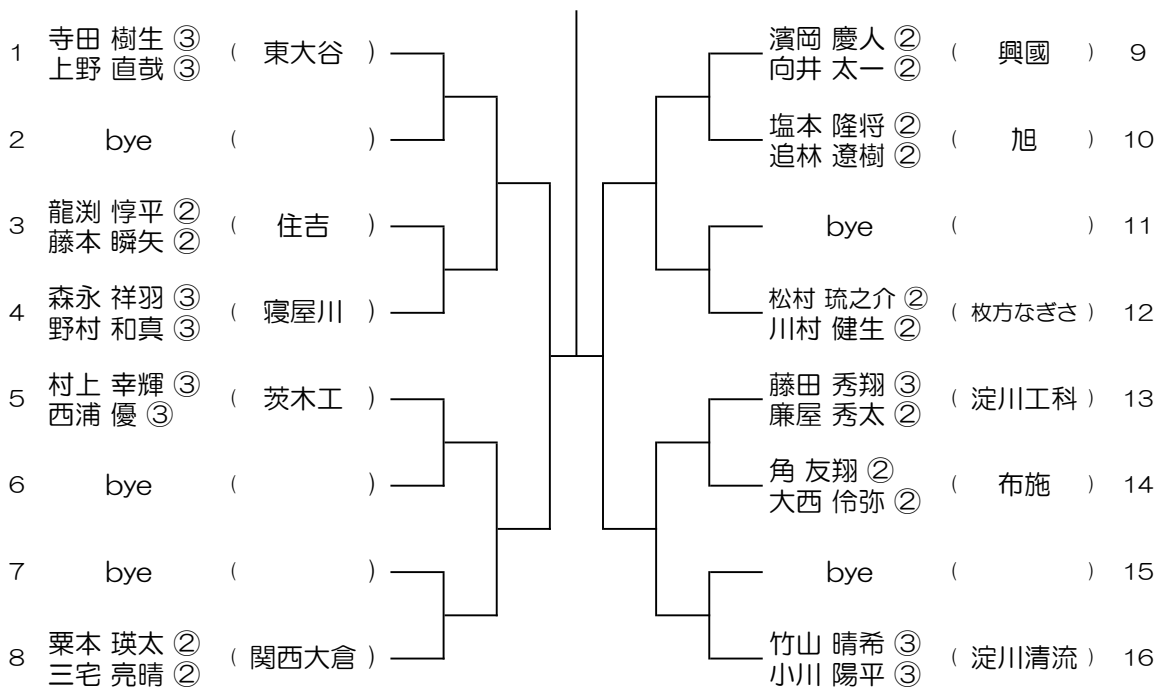 1 寺田 樹生 ③ ( 東大谷 )
上野 直哉 ③
2 bye ( )
3 龍渕 惇平 ② ( 住吉 )
藤本 瞬矢 ②
4 森永 祥羽 ③ ( 寝屋川 )
野村 和真 ③
5 村上 幸輝 ③ ( 茨木工 )
西浦 優 ③
6 bye ( )
7 bye ( )
8 粟本 瑛太 ② ( 関西大倉 )
三宅 亮晴 ②
濱岡 慶人 ② ( 興國 ) 9
向井 太一 ②
塩本 隆将 ② ( 旭 ) 10
追林 遼樹 ②
bye ( ) 11
松村 琉之介 ② ( 枚方なぎさ ) 12
川村 健生 ②
藤田 秀翔 ③ ( 淀川工科 ) 13
廉屋 秀太 ②
角 友翔 ② ( 布施 ) 14
大西 伶弥 ②
bye ( ) 15
竹山 晴希 ③ ( 淀川清流 ) 16
小川 陽平 ③